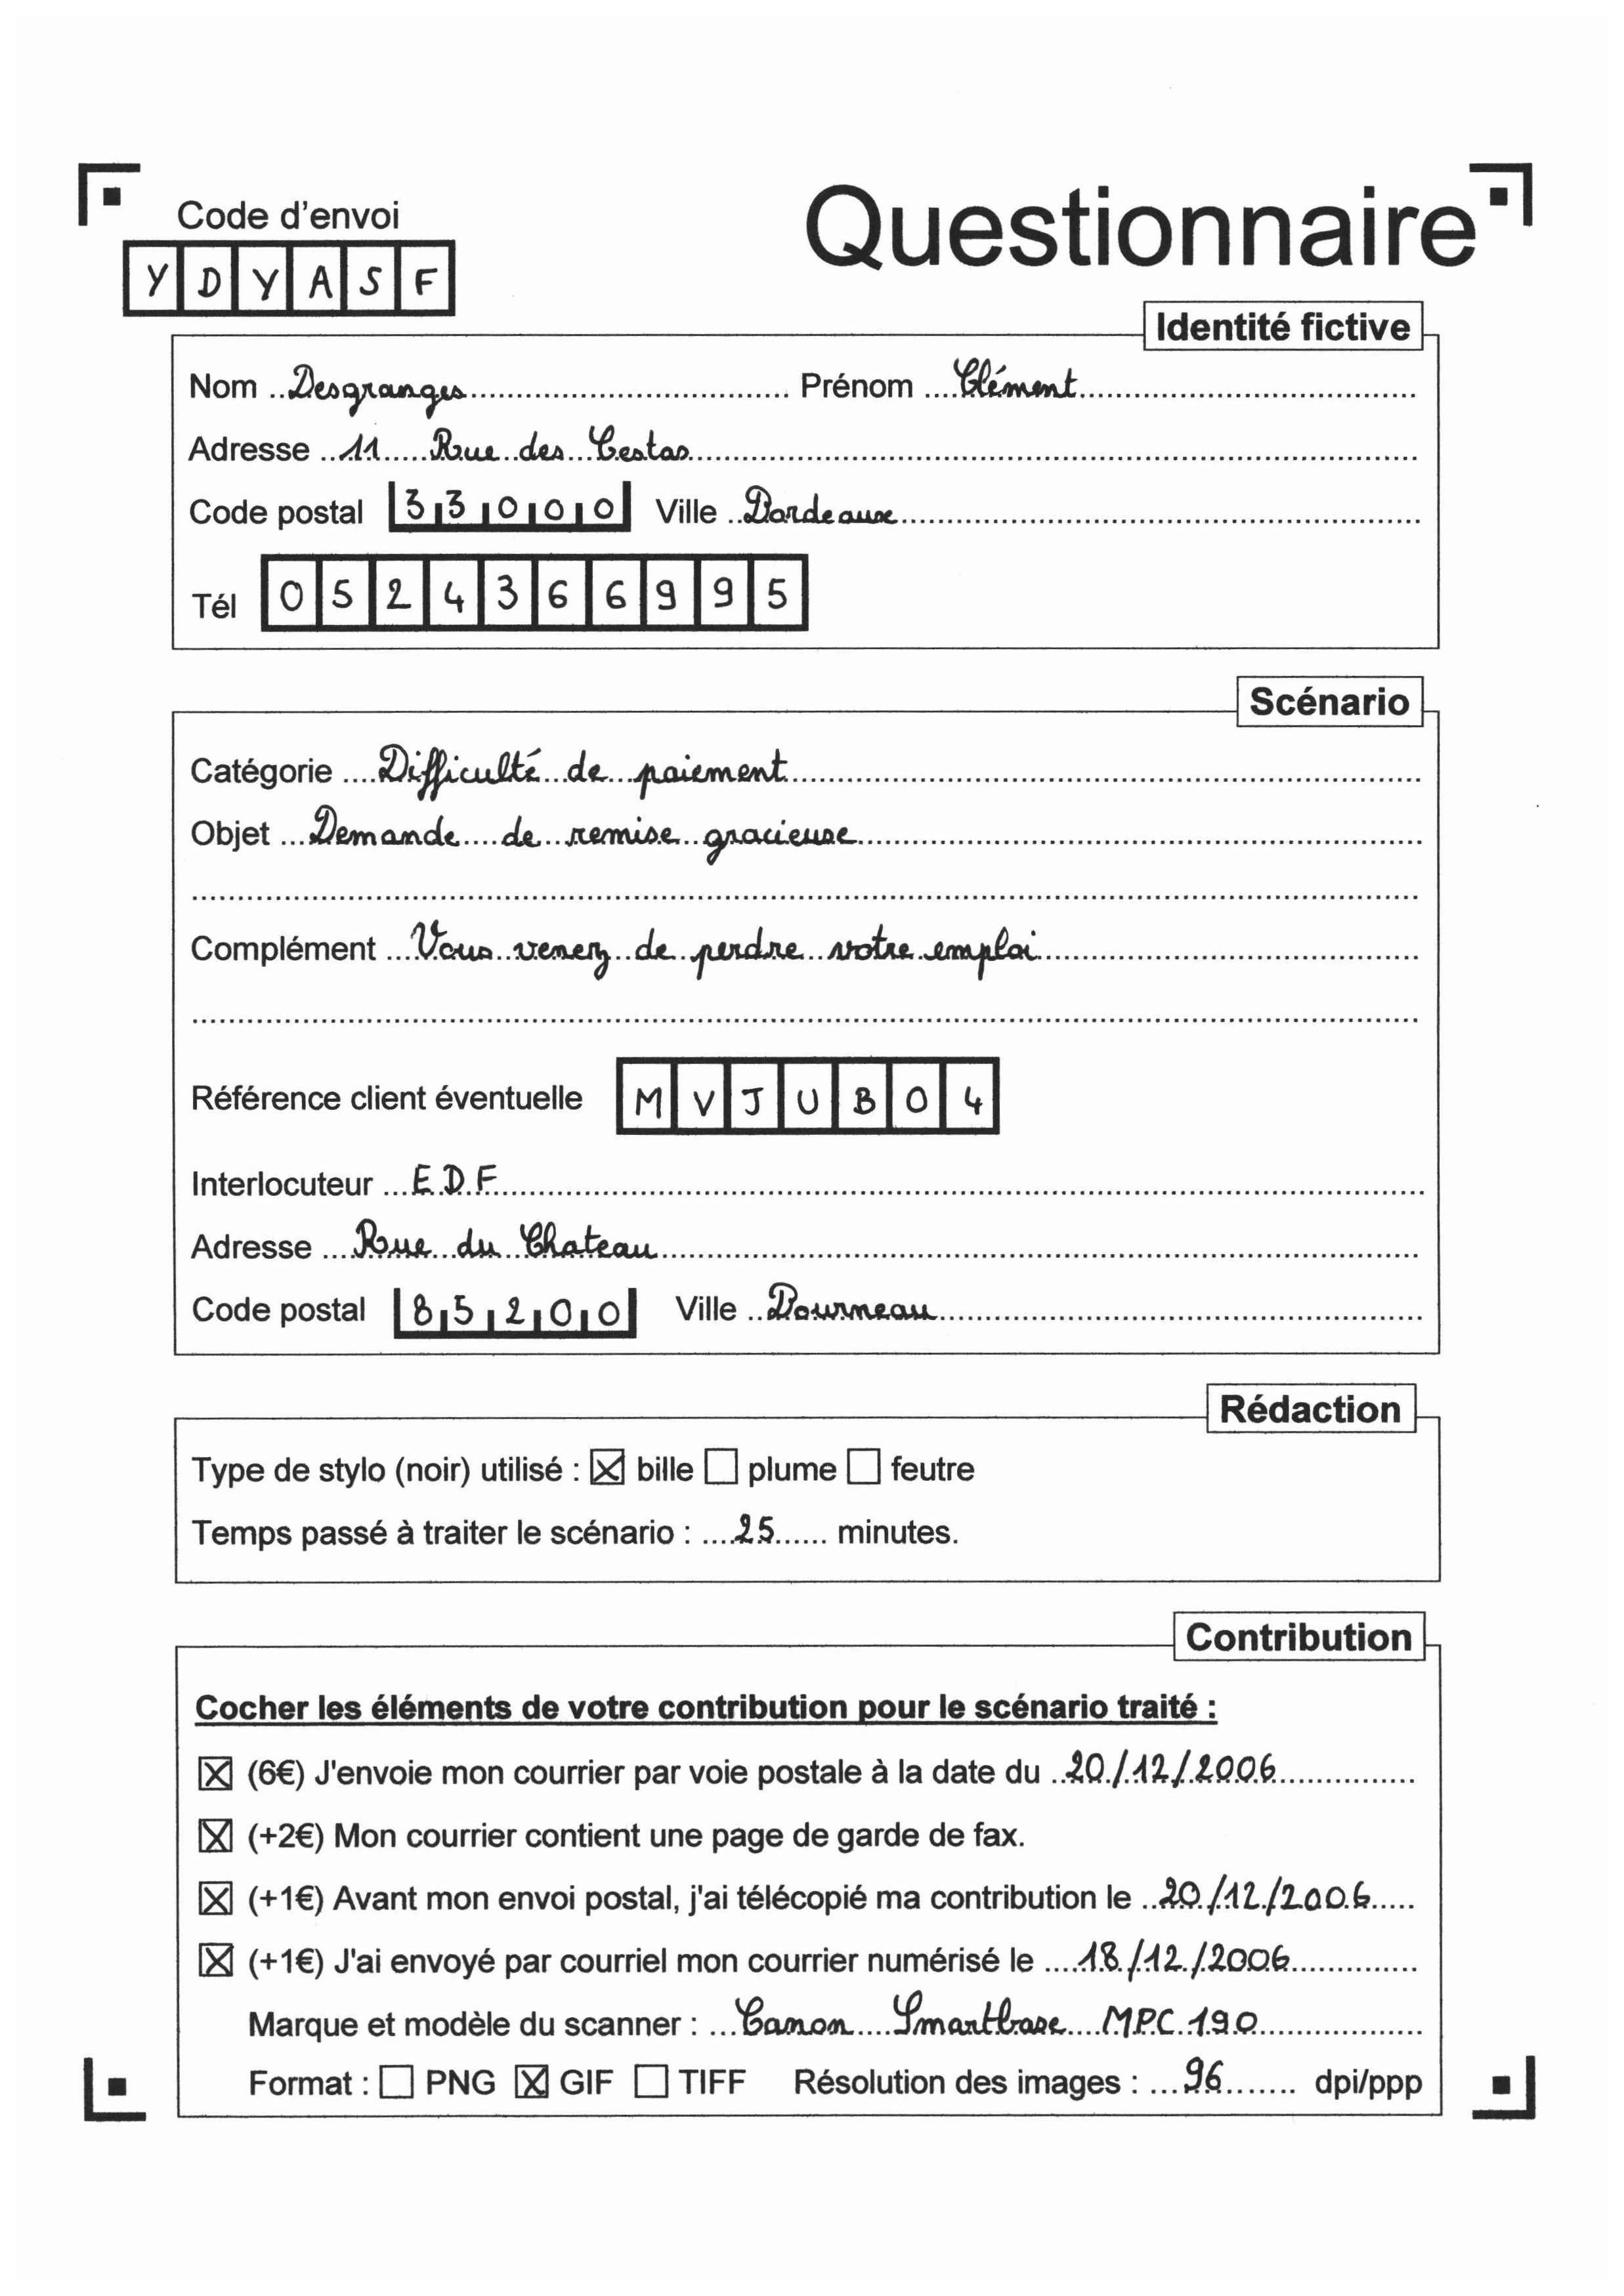 Code d'envoi
Questionnaire
Y D Y A S F
Identité fictive
Nom Desgranges Prénom Clément
Adresse 11 Rue des Cestas
Code postal 33000 Ville Bordeaux
Tél 0524366995
Scénario
Catégorie Difficulté de paiement
Objet Demande de remise gracieuse
Complément Vous venez de perdre votre emploi
Référence client éventuelle M V J U B 0 4
Interlocuteur EDF
Adresse Rue du Chateau
Code postal 85200 Ville Bourneau
Rédaction
Type de stylo (noir) utilisé : ☒ bille ☐ plume ☐ feutre
Temps passé à traiter le scénario : 25 minutes.
Contribution
Cocher les éléments de votre contribution pour le scénario traité :
☒ (6€) J'envoie mon courrier par voie postale à la date du 20/12/2006
☒ (+2€) Mon courrier contient une page de garde de fax.
☒ (+1€) Avant mon envoi postal, j'ai télécopié ma contribution le 20/12/2006
☒ (+1€) J'ai envoyé par courriel mon courrier numérisé le 18/12/2006
Marque et modèle du scanner : Canon Smartbase MPC 190
Format : ☐ PNG ☒ GIF ☐ TIFF Résolution des images : 96 dpi/ppp